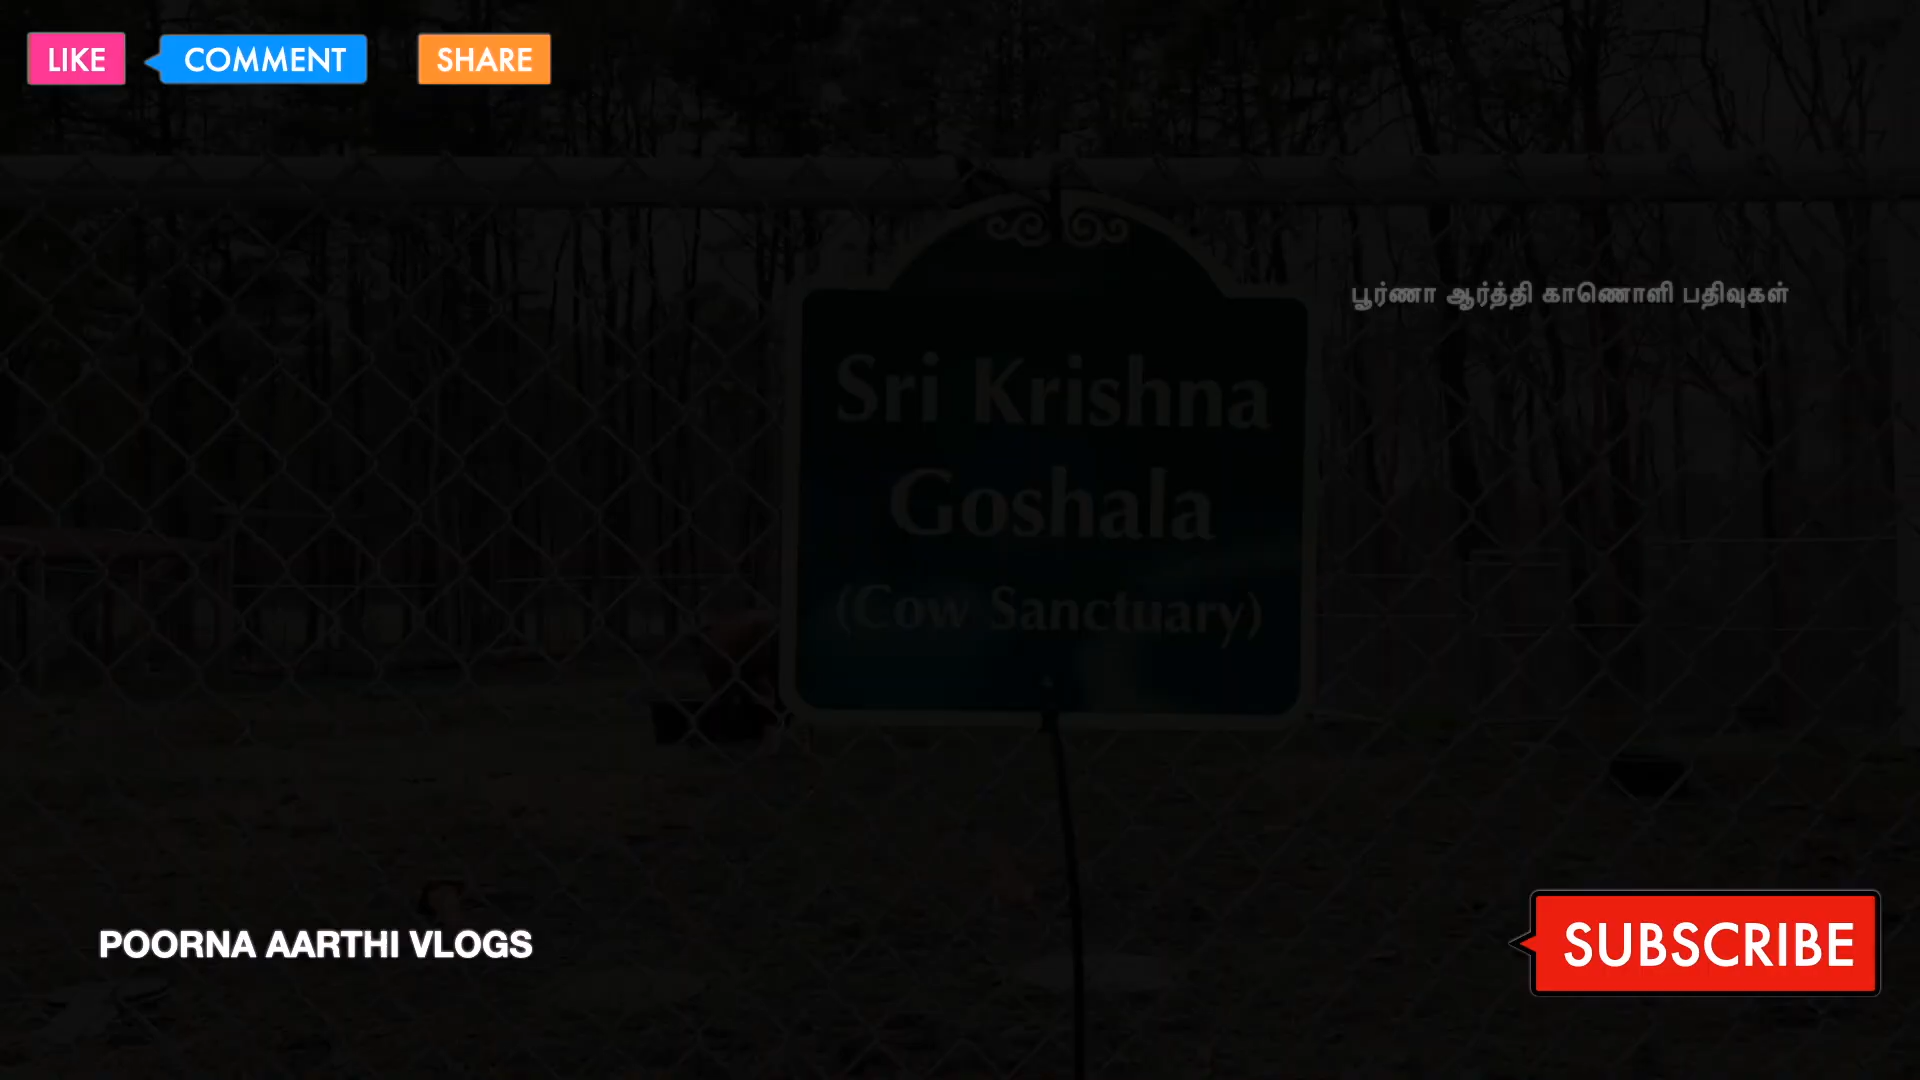 LIKE
COMMENT
SHARE
பூர்ணா ஆர்த்தி காணொளி பதிவுகள்
Sri Krishna
Goshala
(Cow Sanctuary)
POORNA AARTHI VLOGS
SUBSCRIBE